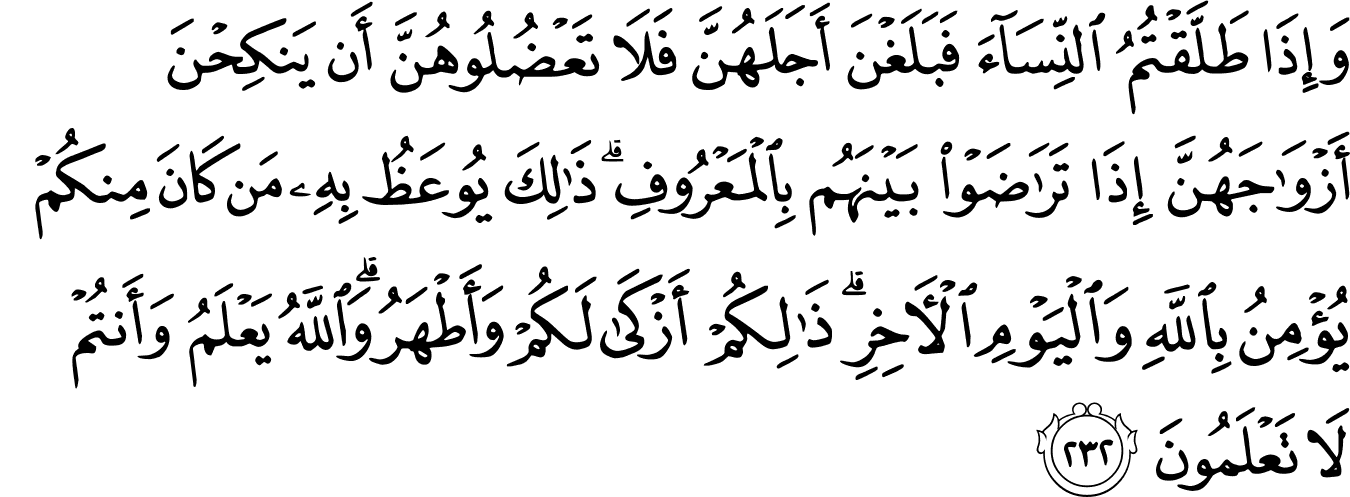 وَإِذَا طَلَّقْتُمُ ٱلنِّسَآءَ فَبَلَغْنَ أَجَلَهُنَّ فَلَا تَعْضُلُوهُنَّ أَن يَنكِحْنَ
أَزْوَٰجَهُنَّ إِذَا تَرَٰضَوْا۟ بَيْنَهُم بِٱلْمَعْرُوفِ ۗ ذَٰلِكَ يُوعَظُ بِهِۦ مَن كَانَ مِنكُمْ
يُؤْمِنُ بِٱللَّهِ وَٱلْيَوْمِ ٱلْـَٔاخِرِ ۗ ذَٰلِكُمْ أَزْكَىٰ لَكُمْ وَأَطْهَرُ ۗ وَٱللَّهُ يَعْلَمُ وَأَنتُمْ
لَا تَعْلَمُونَ ٢٣٢